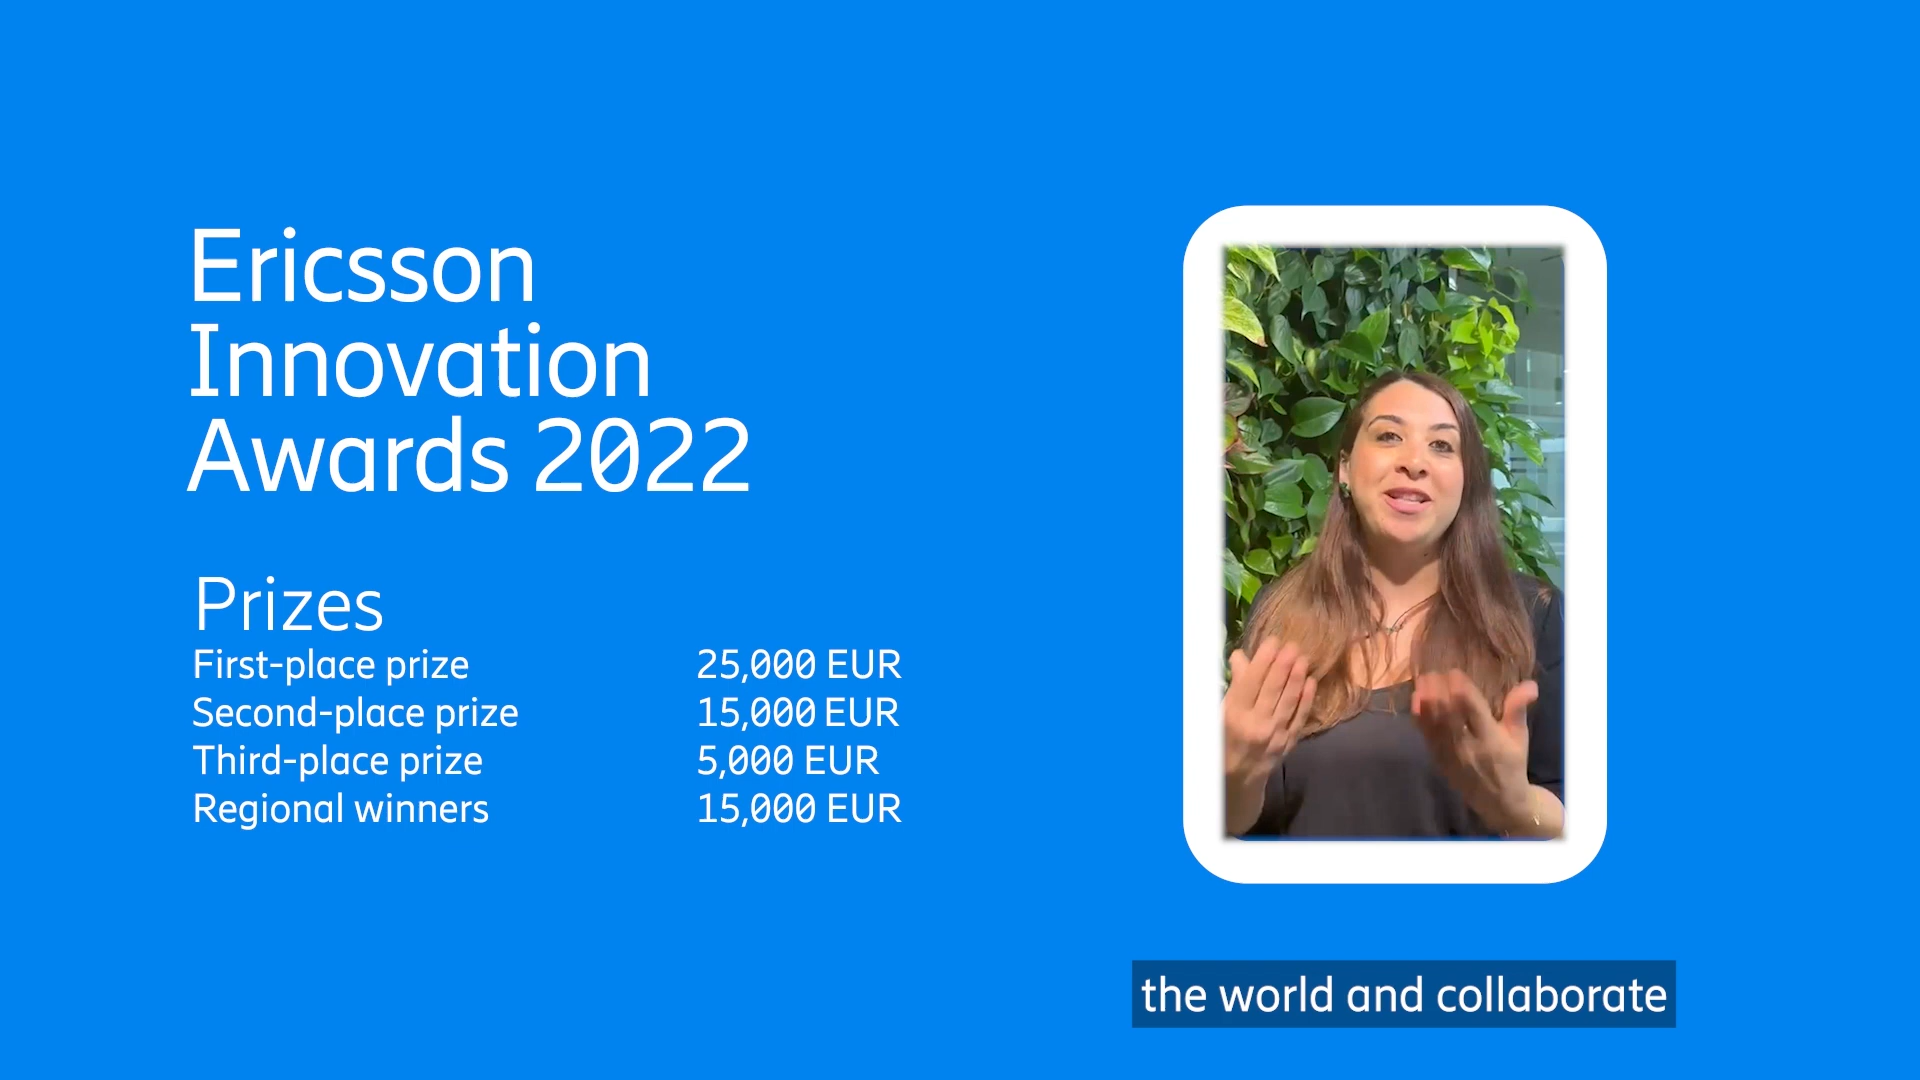 Ericsson
Innovation
Awards 2022
Prizes
First-place prize 25,000 EUR
Second-place prize 15,000 EUR
Third-place prize 5,000 EUR
Regional winners 15,000 EUR
the world and collaborate